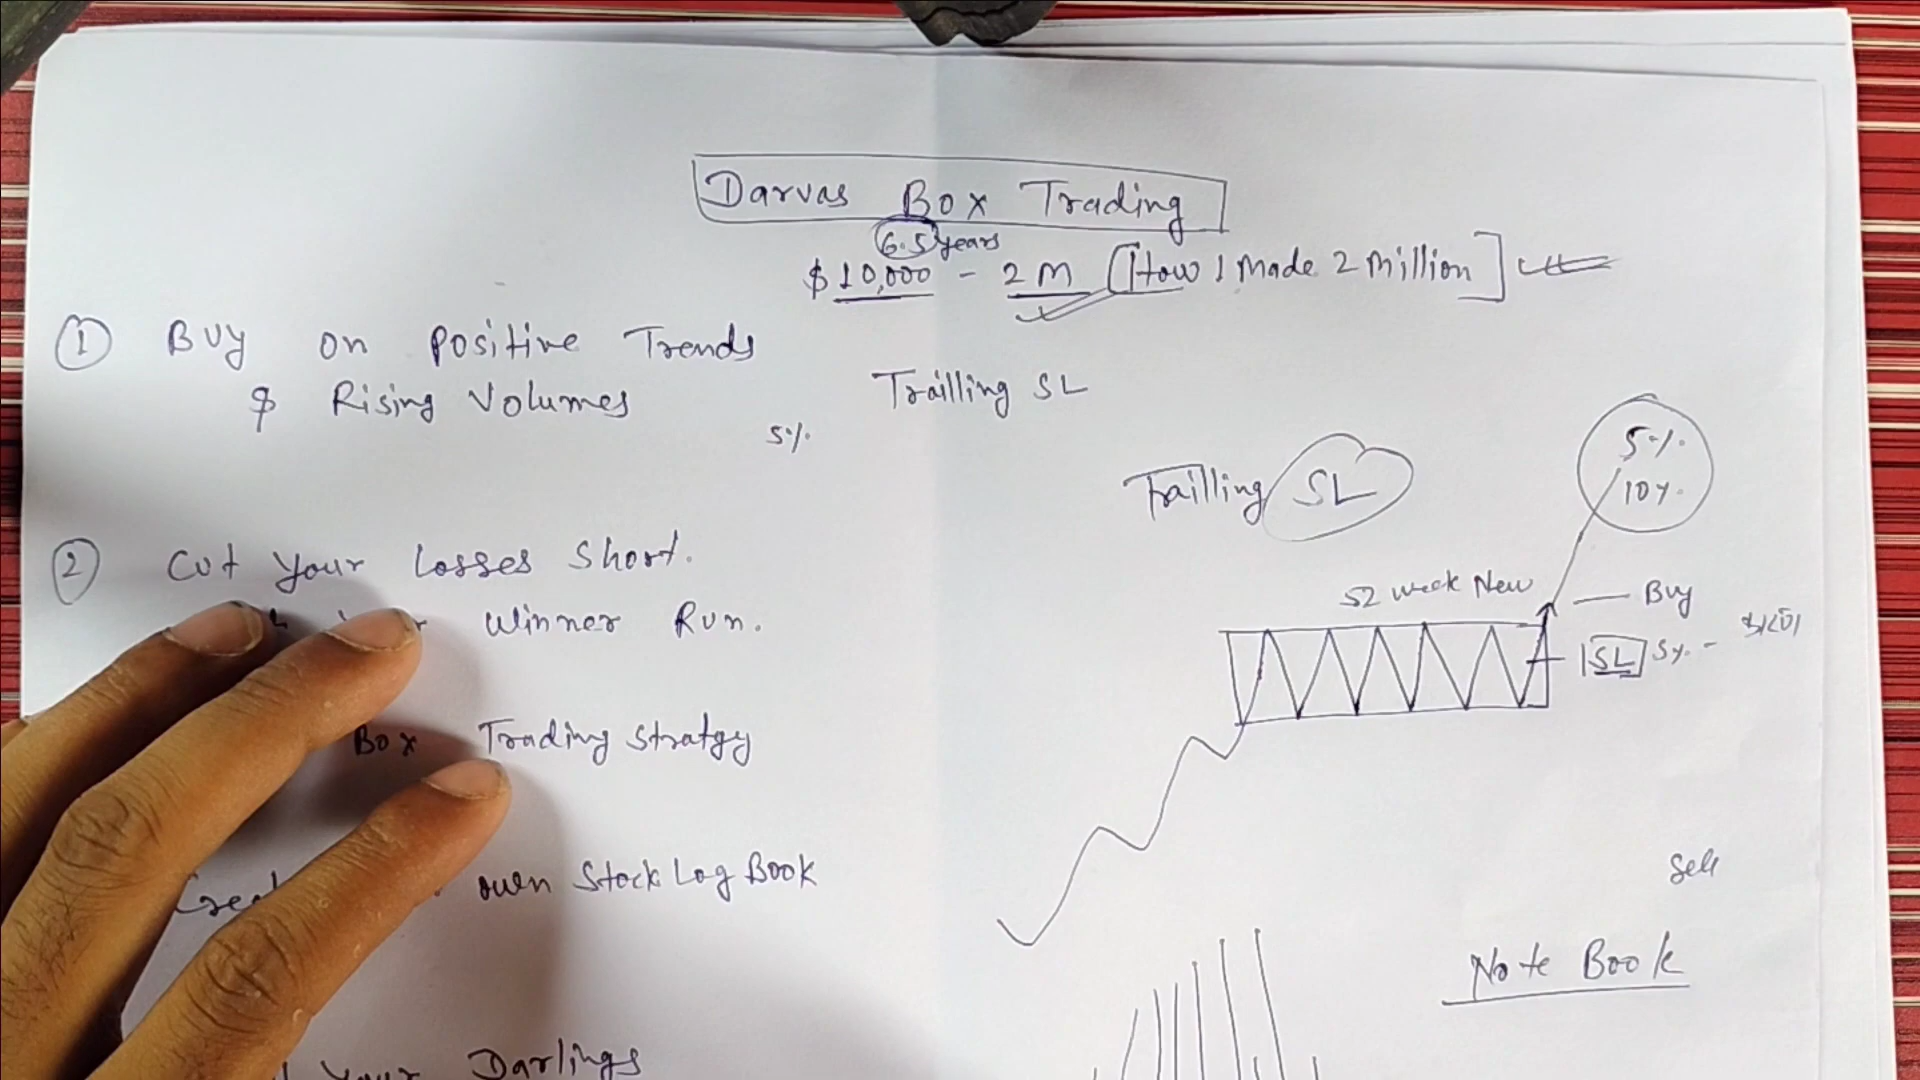 Darvas Box Trading
6.5 years
$10,000 - 2M [How I Made 2 Million]
① Buy on Positive Trends
& Rising Volumes
Trailling SL
5%
Trailling SL
5%
10%
② Cut Your Losses Short.
Winner Run.
52 week New
Buy
SL 5% -
Box Trading Stratgy
own Stock Log Book
Sell
Note Book
Your Darlings